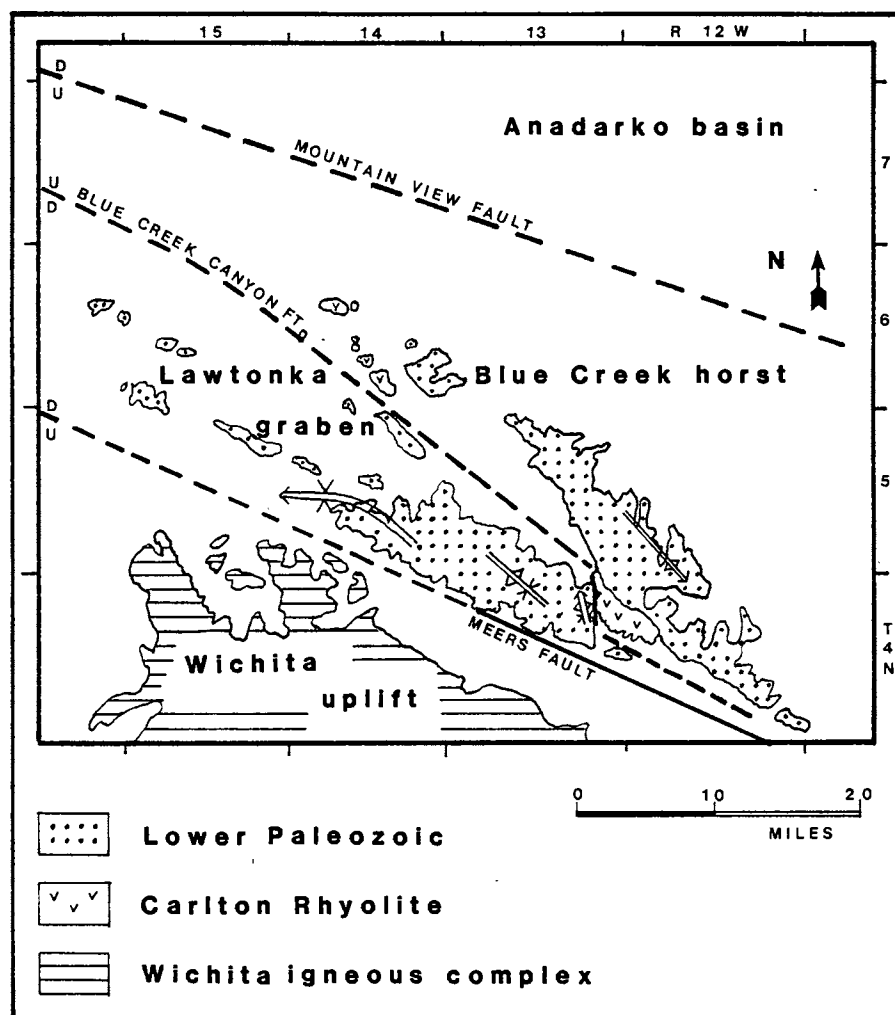 15 14 13 R 12 W
D
U
Anadarko basin
MOUNTAIN VIEW FAULT
7
U
D
BLUE CREEK CANYON FT.
N
6
Lawtonka
graben
Blue Creek horst
D
U
5
Wichita
uplift
MEERS FAULT
T
4
N
0 10 20
MILES
Lower Paleozoic
Carlton Rhyolite
Wichita igneous complex